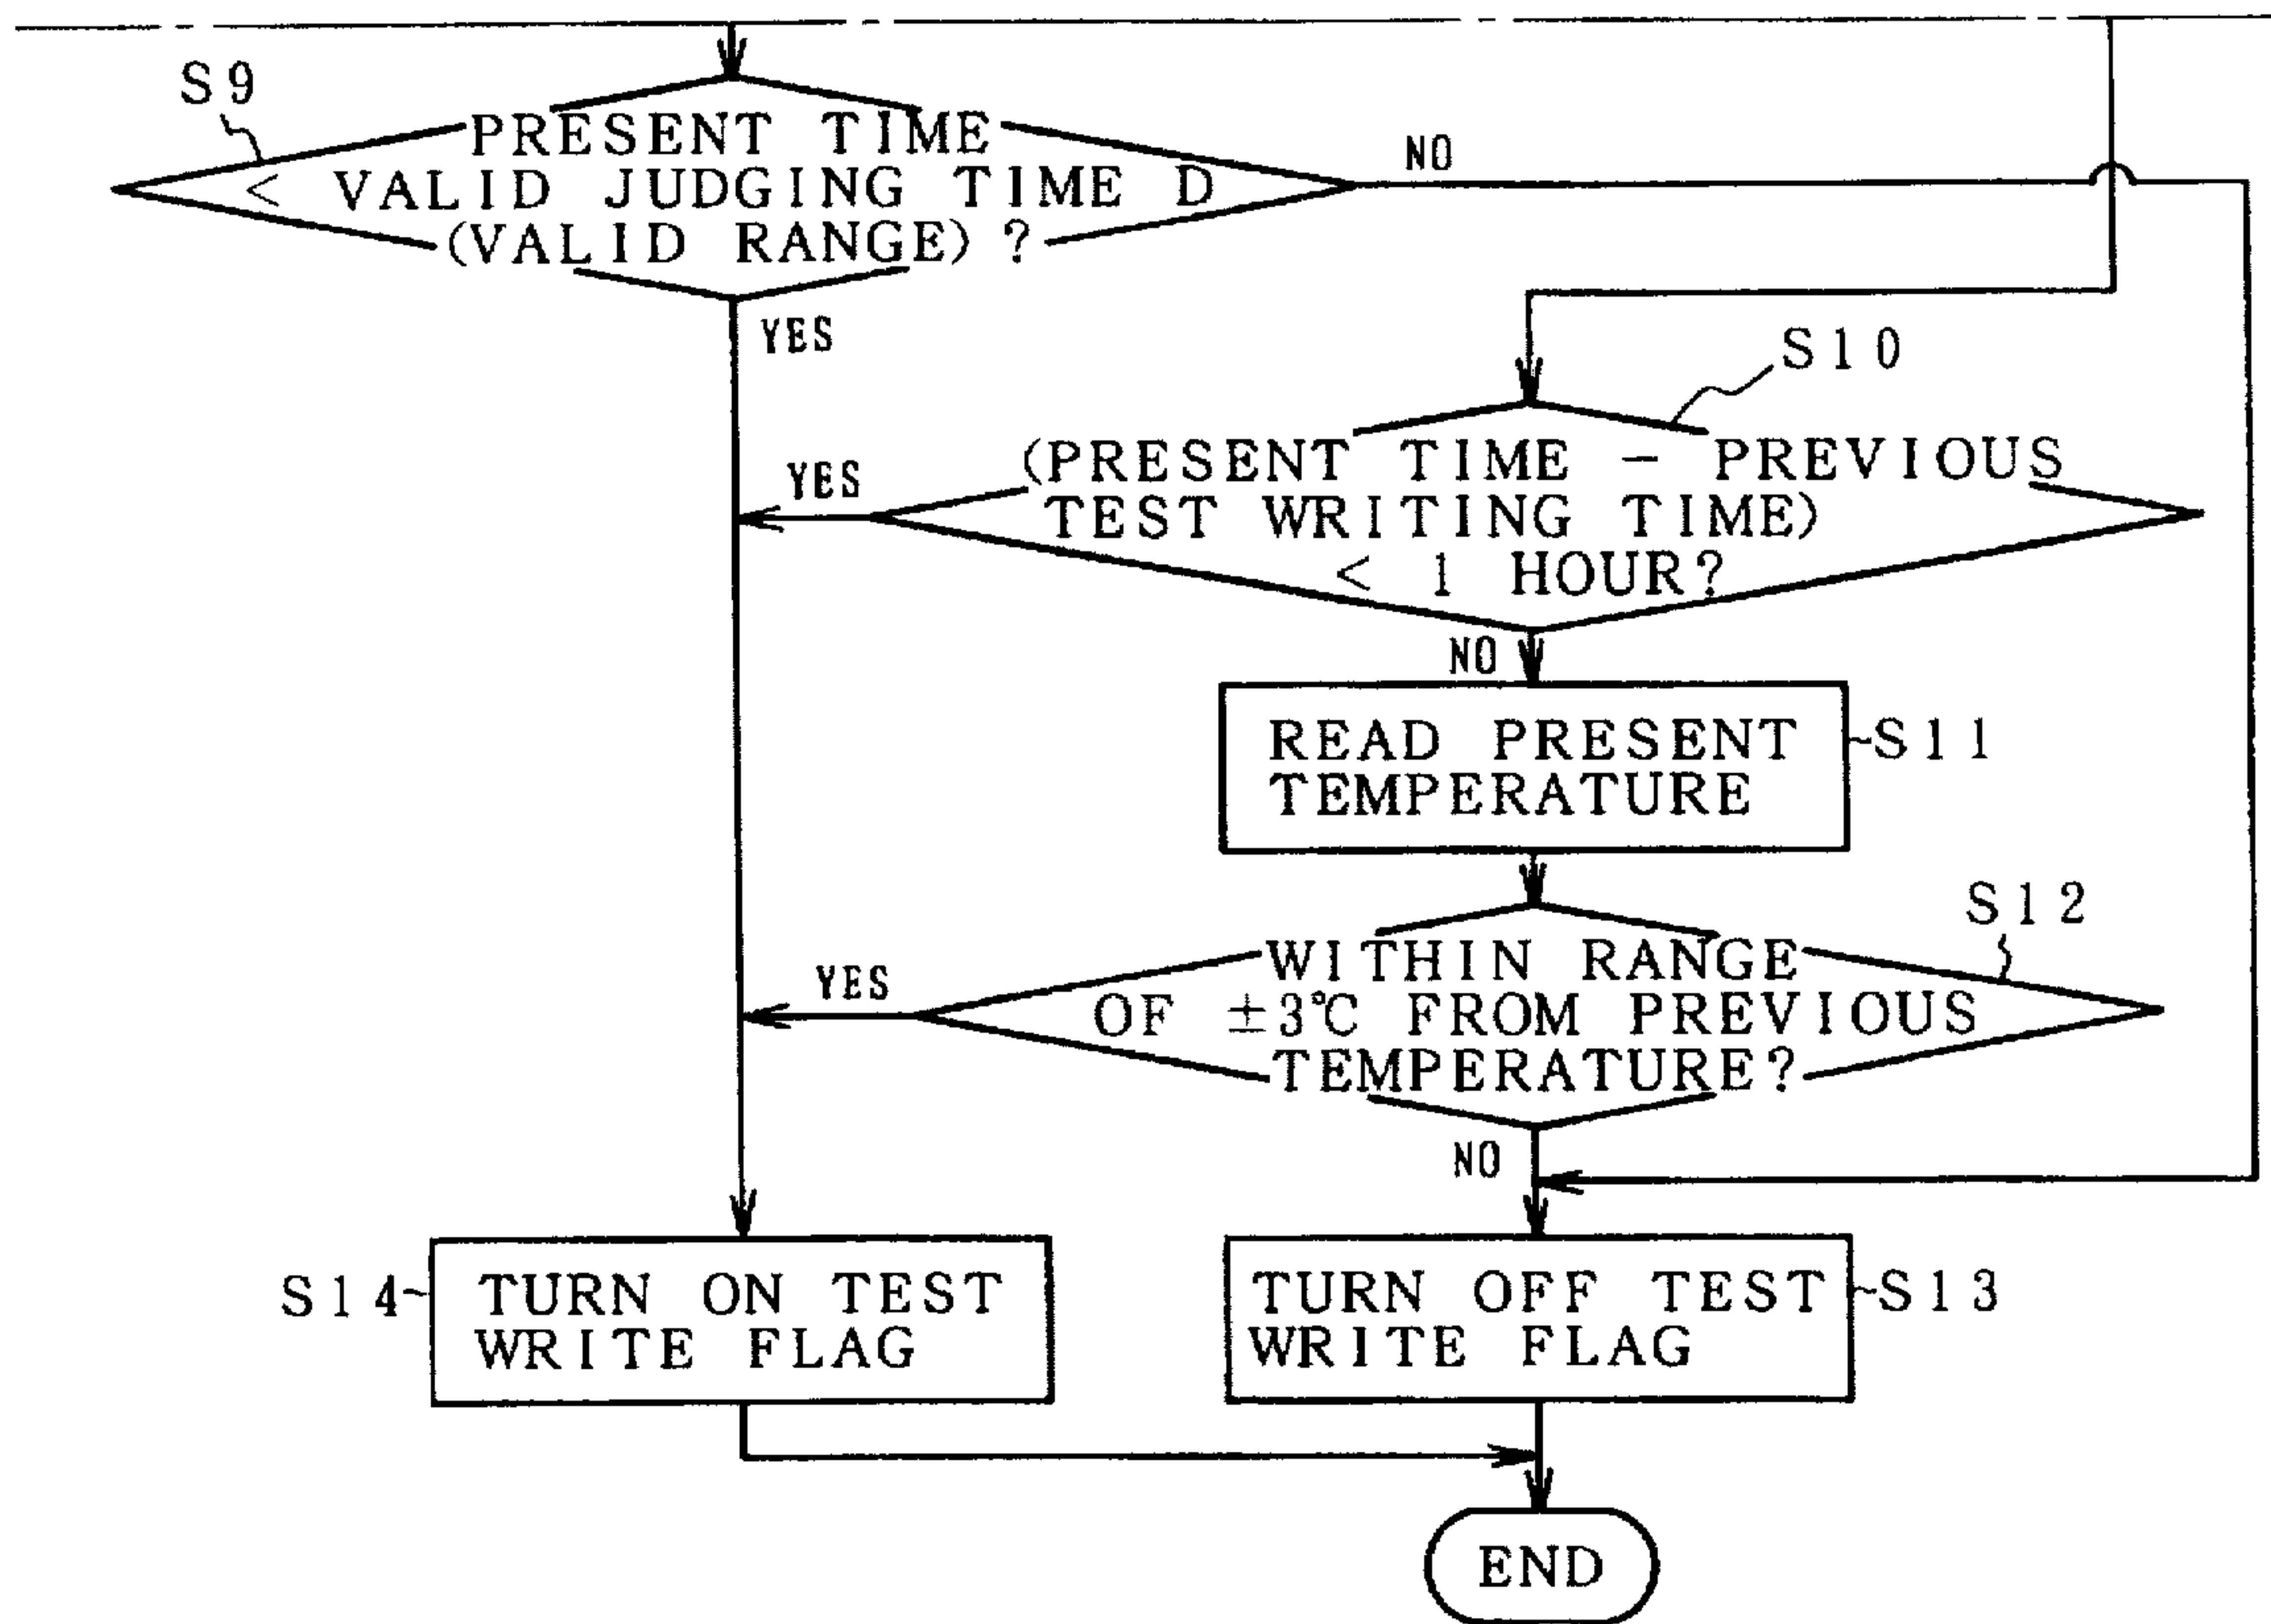 S9
PRESENT TIME
< VALID JUDGING TIME D
(VALID RANGE)?
NO
YES
S10
(PRESENT TIME - PREVIOUS
TEST WRITING TIME)
< 1 HOUR?
YES
NO
READ PRESENT
TEMPERATURE
S11
S12
WITHIN RANGE
OF ±3℃ FROM PREVIOUS
TEMPERATURE?
YES
NO
S14
TURN ON TEST
WRITE FLAG
TURN OFF TEST
WRITE FLAG
S13
END